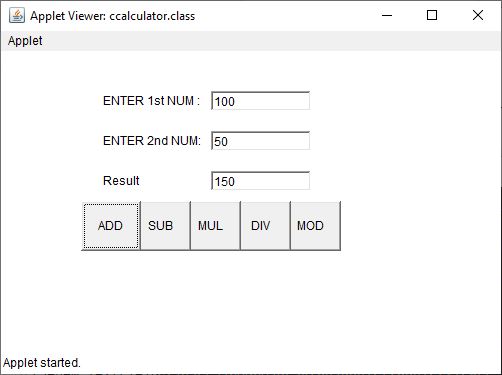 Applet Viewer: ccalculator.class
Applet
ENTER 1st NUM : 100
ENTER 2nd NUM: 50
Result 150
ADD SUB MUL DIV MOD
Applet started.